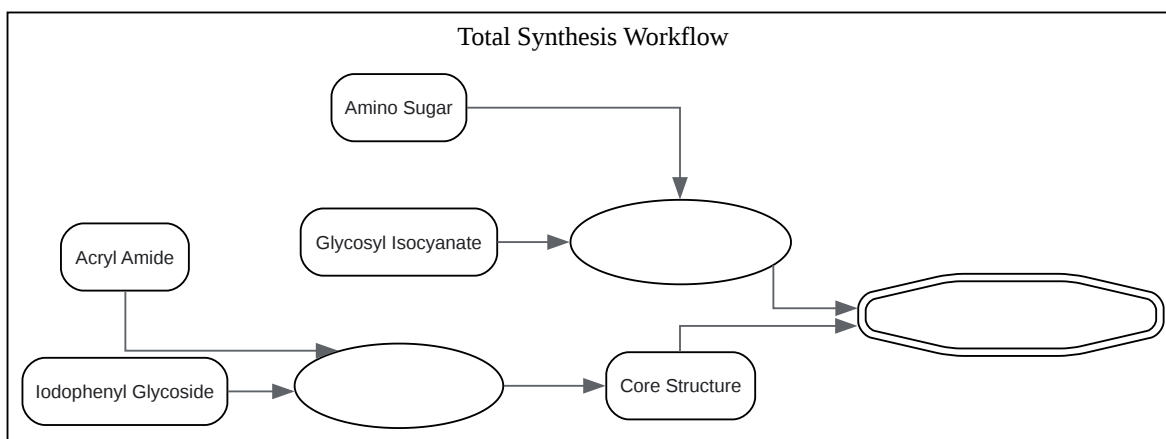 Total Synthesis Workflow
Amino Sugar
Glycosyl Isocyanate
Acryl Amide
Iodophenyl Glycoside
Core Structure